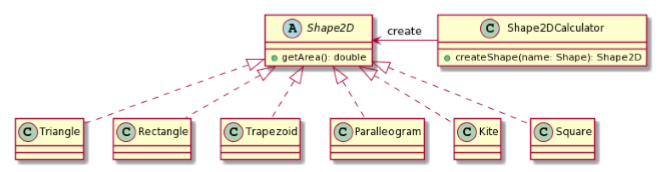 A Shape2D
getArea(): double
create
C Shape2DCalculator
createShape(name: Shape): Shape2D
C Triangle
C Rectangle
C Trapezoid
C Paralleogram
C Kite
C Square